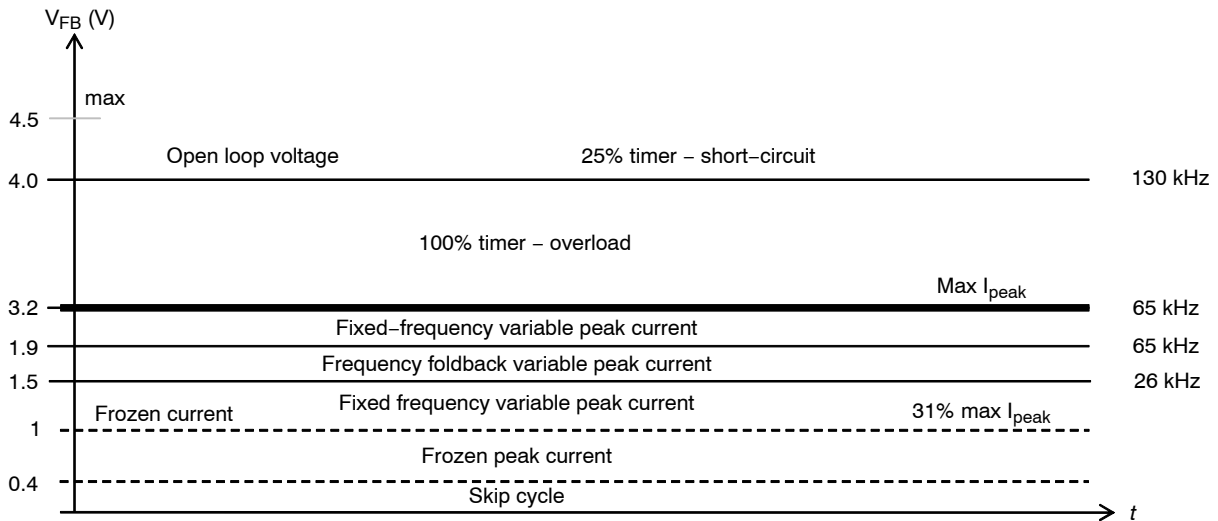 V_FB (V)
max
4.5
Open loop voltage 25% timer − short−circuit
4.0 130 kHz
100% timer − overload
Max I_peak
3.2 65 kHz
Fixed−frequency variable peak current
1.9 65 kHz
Frequency foldback variable peak current
1.5 26 kHz
Fixed frequency variable peak current
Frozen current 31% max I_peak
1
Frozen peak current
0.4
Skip cycle
t